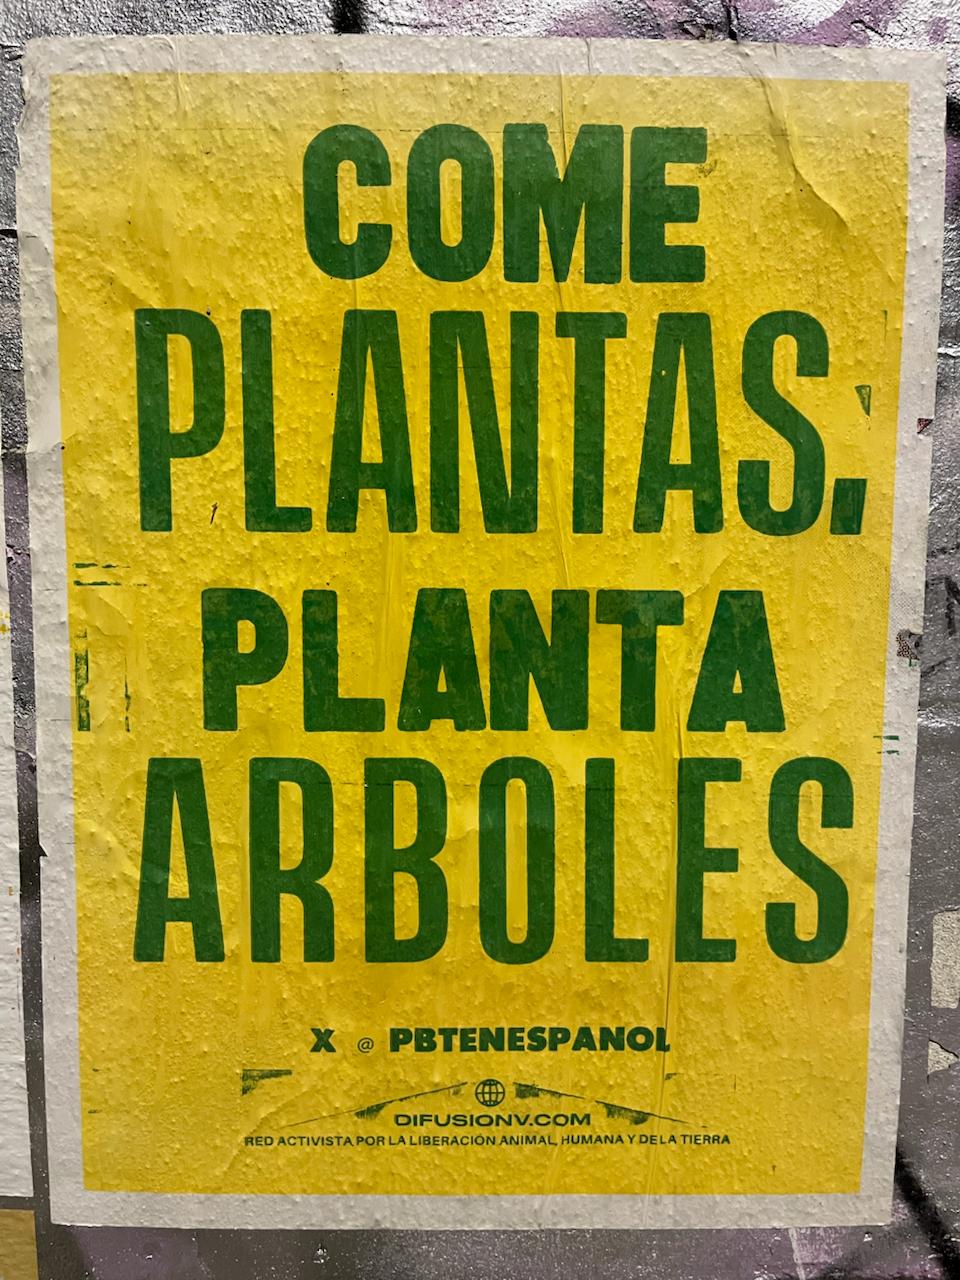 COME
PLANTAS.
PLANTA
ARBOLES
X @ PBTENESPANOL
DIFUSIONV.COM
RED ACTIVISTA POR LA LIBERACIÓN ANIMAL, HUMANA Y DE LA TIERRA